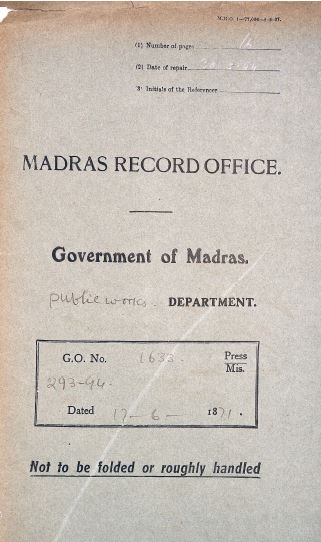 (1) Number of pages 16
(2) Date of repair
(3) Initials of the Referencer
MADRAS RECORD OFFICE.
Government of Madras.
public works. DEPARTMENT.
G.O. No. 1633. Press
Mis.
293-94.
Dated 17-6-1871.
Not to be folded or roughly handled